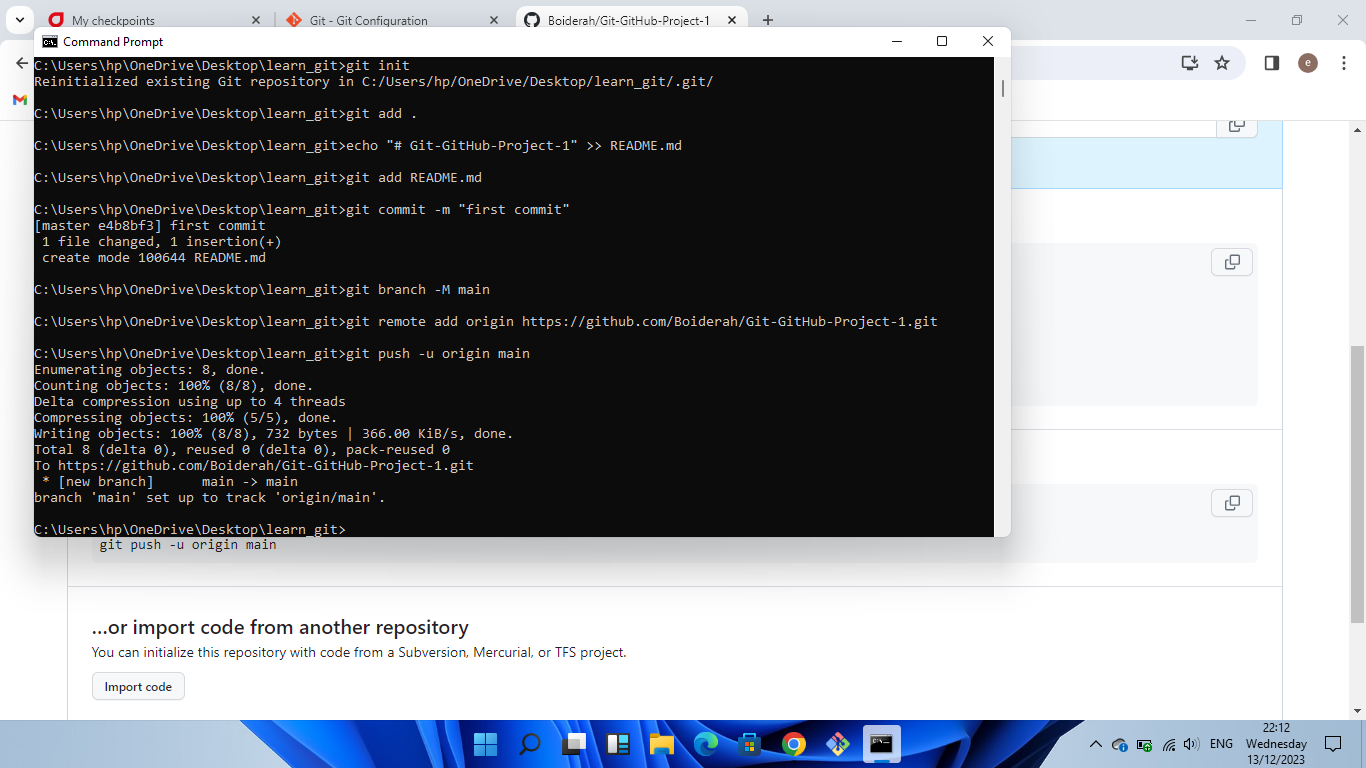 My checkpoints
Git - Git Configuration
Boiderah/Git-GitHub-Project-1
Command Prompt
C:\Users\hp\OneDrive\Desktop\learn_git>git init
Reinitialized existing Git repository in C:/Users/hp/OneDrive/Desktop/learn_git/.git/
C:\Users\hp\OneDrive\Desktop\learn_git>git add .
C:\Users\hp\OneDrive\Desktop\learn_git>echo "# Git-GitHub-Project-1" >> README.md
C:\Users\hp\OneDrive\Desktop\learn_git>git add README.md
C:\Users\hp\OneDrive\Desktop\learn_git>git commit -m "first commit"
[master e4b8bf3] first commit
1 file changed, 1 insertion(+)
create mode 100644 README.md
C:\Users\hp\OneDrive\Desktop\learn_git>git branch -M main
C:\Users\hp\OneDrive\Desktop\learn_git>git remote add origin https://github.com/Boiderah/Git-GitHub-Project-1.git
C:\Users\hp\OneDrive\Desktop\learn_git>git push -u origin main
Enumerating objects: 8, done.
Counting objects: 100% (8/8), done.
Delta compression using up to 4 threads
Compressing objects: 100% (5/5), done.
Writing objects: 100% (8/8), 732 bytes | 366.00 KiB/s, done.
Total 8 (delta 0), reused 0 (delta 0), pack-reused 0
To https://github.com/Boiderah/Git-GitHub-Project-1.git
* [new branch]      main -> main
branch 'main' set up to track 'origin/main'.
C:\Users\hp\OneDrive\Desktop\learn_git>
git push -u origin main
e
...or import code from another repository
You can initialize this repository with code from a Subversion, Mercurial, or TFS project.
Import code
ENG
22:12
Wednesday
13/12/2023